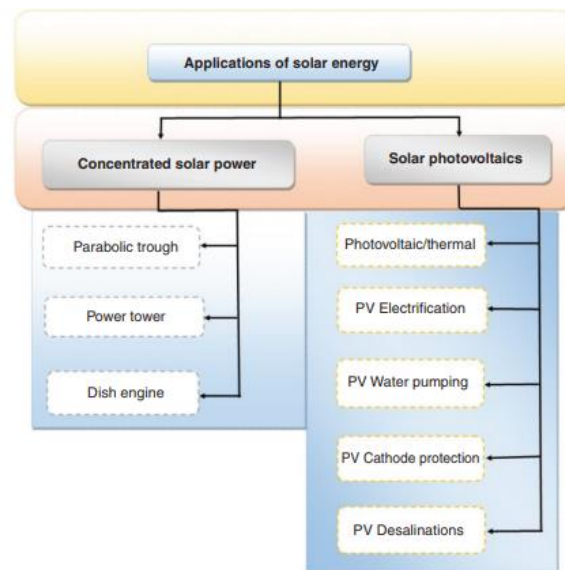 Applications of solar energy
Concentrated solar power
Solar photovoltaics
Parabolic trough
Power tower
Dish engine
Photovoltaic/thermal
PV Electrification
PV Water pumping
PV Cathode protection
PV Desalinations